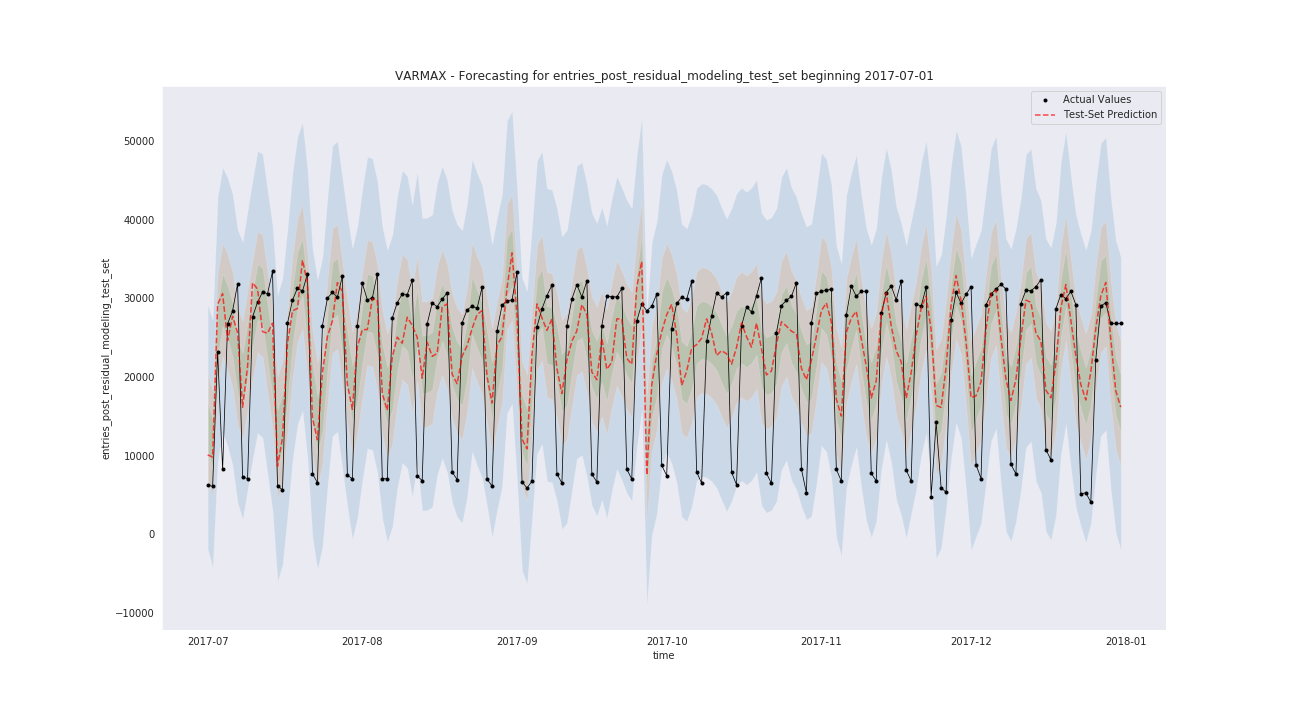 VARMAX - Forecasting for entries_post_residual_modeling_test_set beginning 2017-07-01
Actual Values
Test-Set Prediction
50000
40000
30000
20000
10000
0
−10000
entries_post_residual_modeling_test_set
2017-07
2017-08
2017-09
2017-10
2017-11
2017-12
2018-01
time